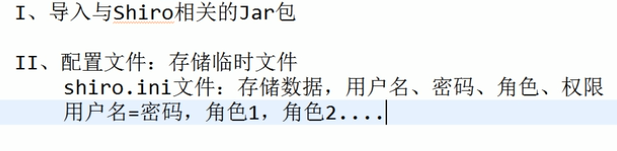 I、导入与Shiro相关的Jar包
II、配置文件：存储临时文件
shiro.ini文件：存储数据，用户名、密码、角色、权限
用户名=密码，角色1，角色2....